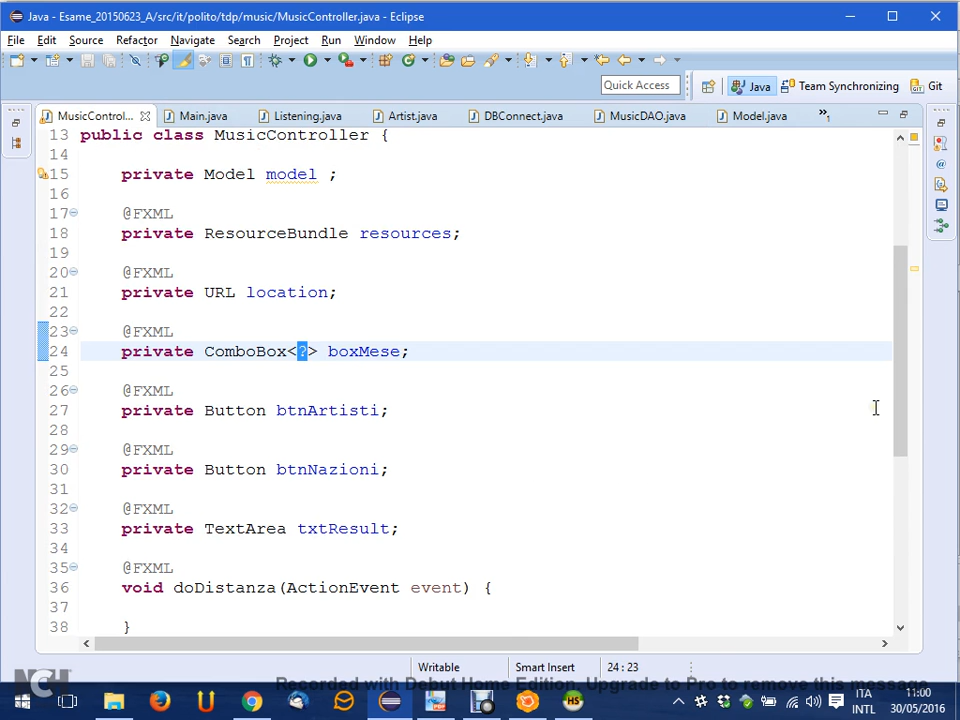 Java - Esame_20150623_A/src/it/polito/tdp/music/MusicController.java - Eclipse
File Edit Source Refactor Navigate Search Project Run Window Help
Quick Access Java Team Synchronizing Git
MusicControl... Main.java Listening.java Artist.java DBConnect.java MusicDAO.java Model.java »1
13 public class MusicController {
14
15 private Model model ;
16
17 @FXML
18 private ResourceBundle resources;
19
20 @FXML
21 private URL location;
22
23 @FXML
24 private ComboBox<?> boxMese;
25
26 @FXML
27 private Button btnArtisti;
28
29 @FXML
30 private Button btnNazioni;
31
32 @FXML
33 private TextArea txtResult;
34
35 @FXML
36 void doDistanza(ActionEvent event) {
37
38 }
Writable Smart Insert 24 : 23
NCH Recorded with Debut Home Edition. Upgrade to Pro to remove this message
ITA 11:00
INTL 30/05/2016